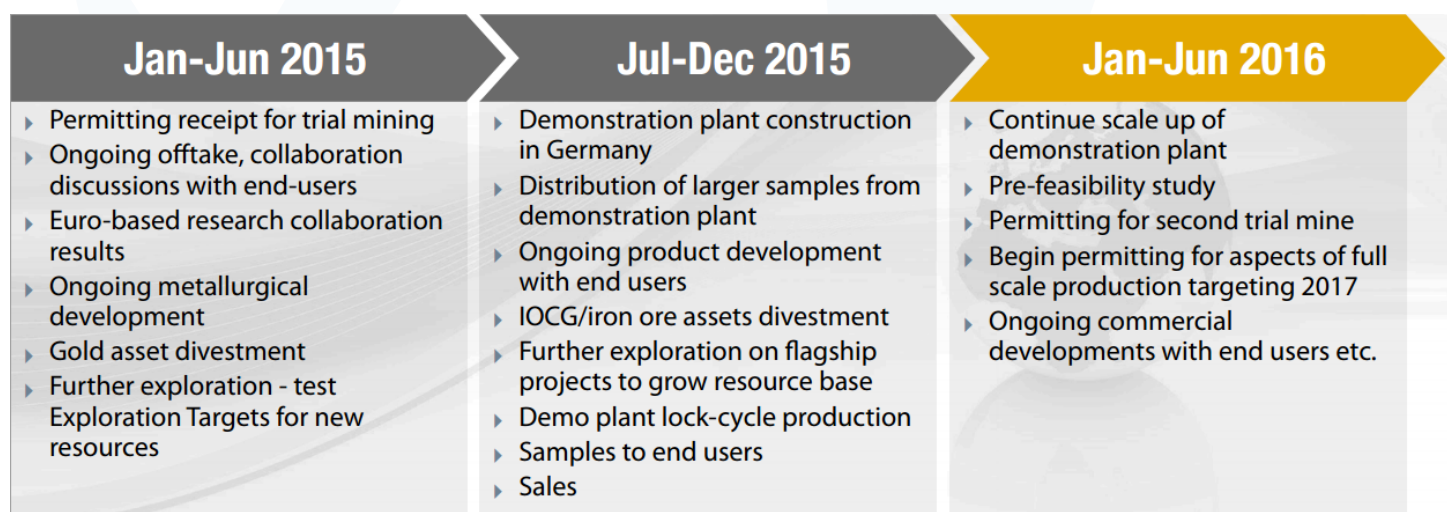 Jan-Jun 2015
Permitting receipt for trial mining
Ongoing offtake, collaboration
discussions with end-users
Euro-based research collaboration
results
Ongoing metallurgical
development
Gold asset divestment
Further exploration - test
Exploration Targets for new
resources
Jul-Dec 2015
Demonstration plant construction
in Germany
Distribution of larger samples from
demonstration plant
Ongoing product development
with end users
IOCG/iron ore assets divestment
Further exploration on flagship
projects to grow resource base
Demo plant lock-cycle production
Samples to end users
Sales
Jan-Jun 2016
Continue scale up of
demonstration plant
Pre-feasibility study
Permitting for second trial mine
Begin permitting for aspects of full
scale production targeting 2017
Ongoing commercial
developments with end users etc.